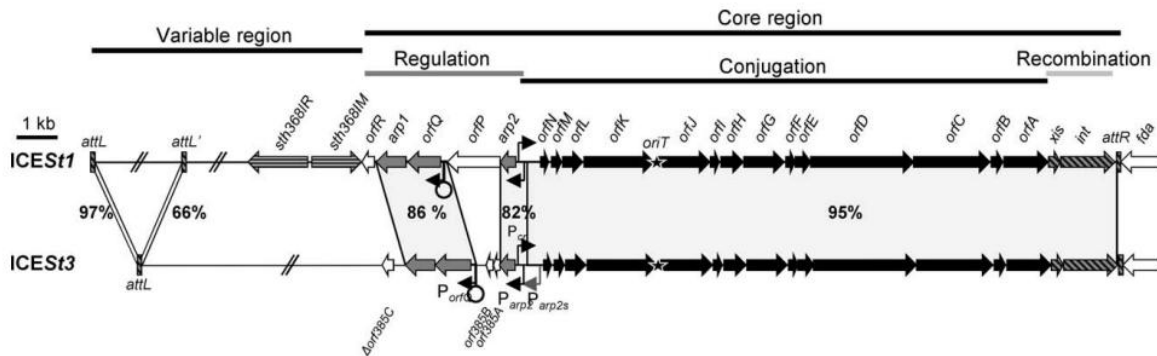 Core region
Variable region
Regulation
Conjugation
Recombination
1 kb
attL
attL'
sth368IR
sth368IM
orfR
arp1
orfQ
orfP
arp2
orfN
orfM
orfL
orfK
oriT
orfJ
orfI
orfH
orfG
orfF
orfE
orfD
orfC
orfB
orfA
xis
int
attR
fda
ICESt1
97%
66%
86 %
82%
95%
Pcr
ICESt3
attL
PorfQ
Parp2
Parp2s
Δorf385C
orf385B
orf385A